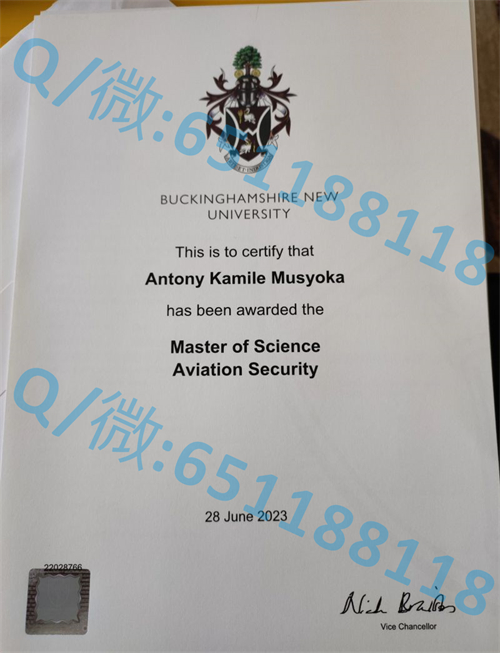 Q/微:651188118
BUCKINGHAMSHIRE NEW
UNIVERSITY
This is to certify that
Antony Kamile Musyoka
has been awarded the
Master of Science
Aviation Security
Q/微:651188118
28 June 2023
22028766
Vice Chancellor